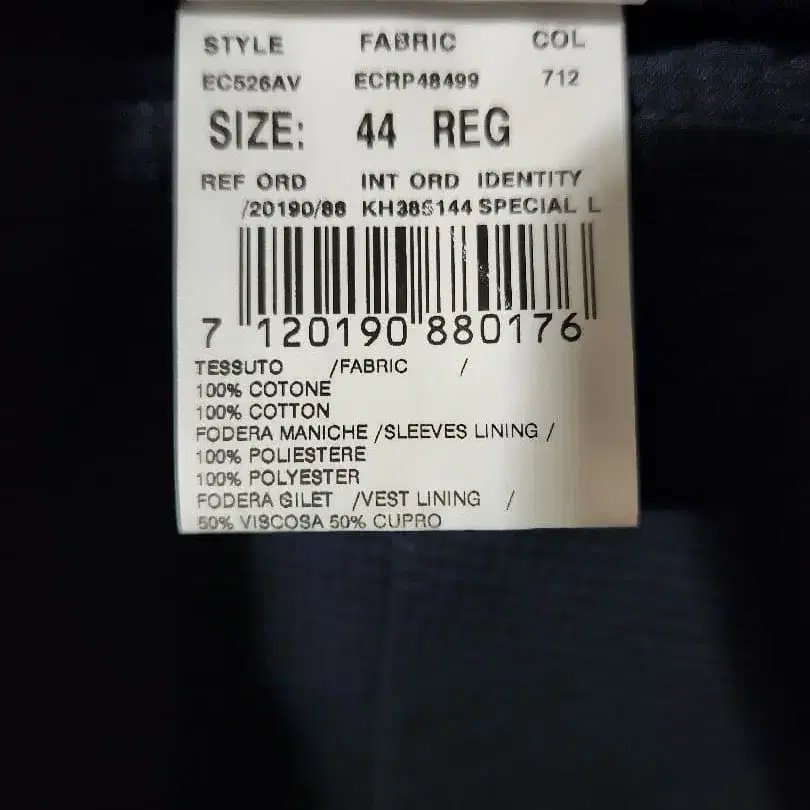 STYLE FABRIC COL
EC526AV ECRP48499 712
SIZE: 44 REG
REF ORD INT ORD IDENTITY
/20190/88 KH385144 SPECIAL L
7 120190 880176
TESSUTO /FABRIC /
100% COTONE
100% COTTON
FODERA MANICHE /SLEEVES LINING /
100% POLIESTERE
100% POLYESTER
FODERA GILET /VEST LINING /
50% VISCOSA 50% CUPRO